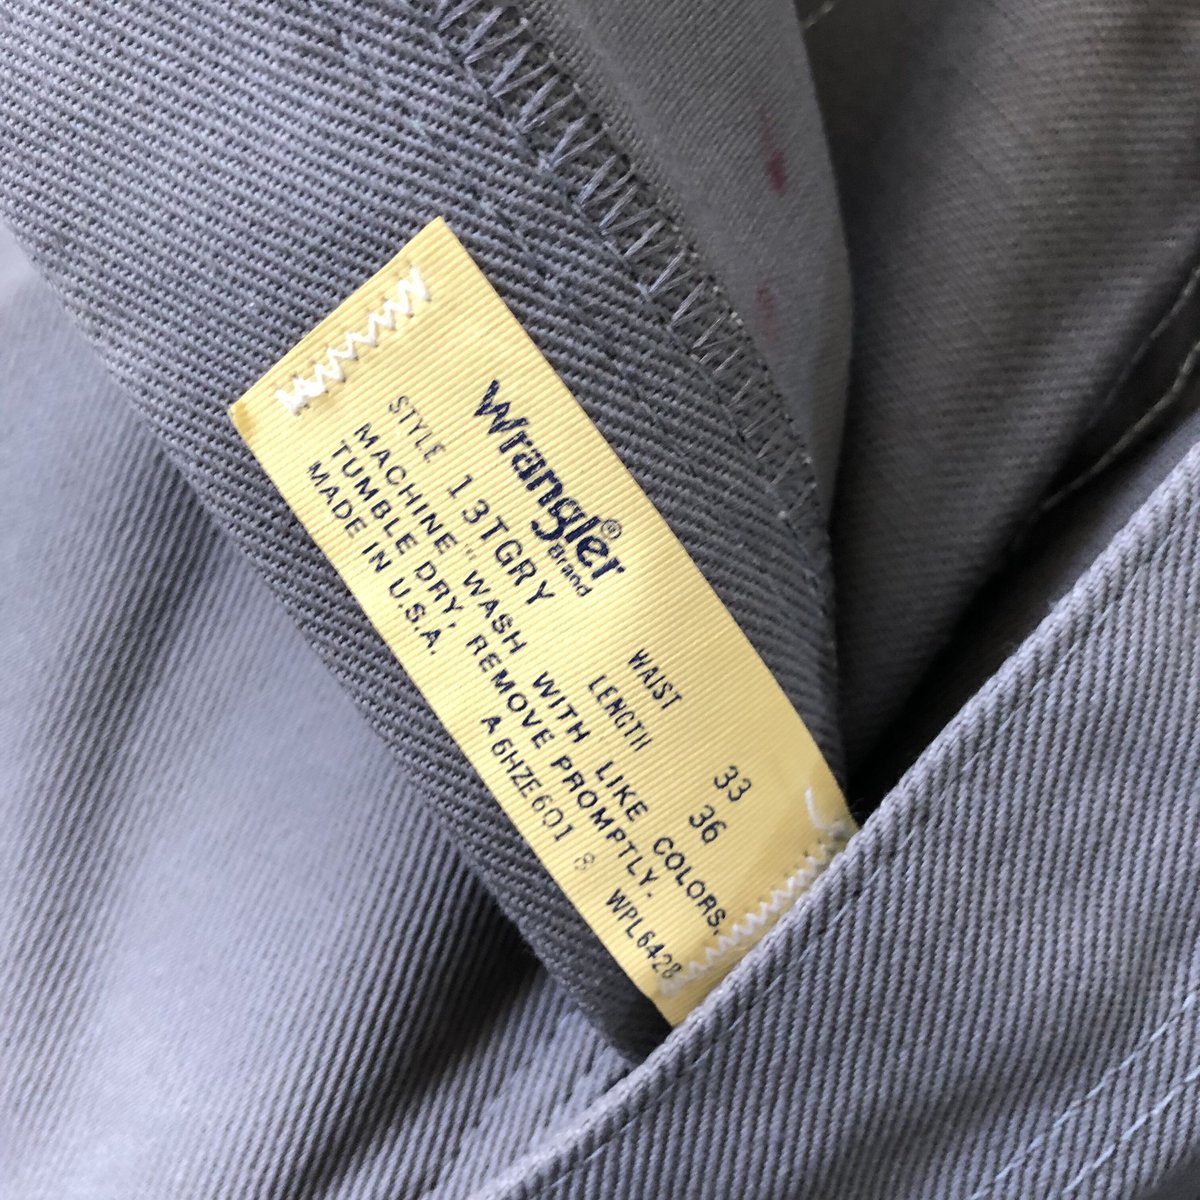 Wrangler®
Brand
WAIST 33
STYLE 13TGRY LENGTH 36
MACHINE WASH WITH LIKE COLORS,
TUMBLE DRY, REMOVE PROMPTLY.
MADE IN U.S.A. A6HZE601 8 WPL6428